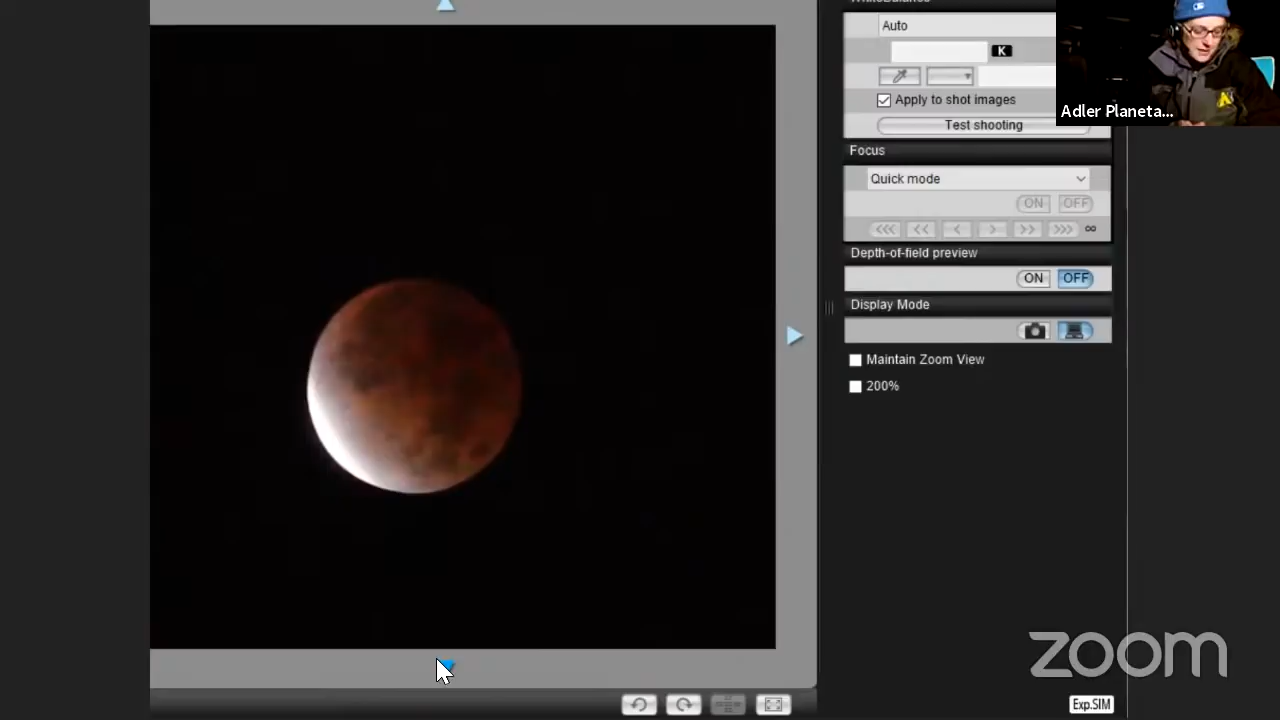 WhiteBalance
Auto
K
Apply to shot images
Test shooting
Adler Planeta...
Focus
Quick mode
ON OFF
<<< << < > >> >>> ∞
Depth-of-field preview
ON OFF
Display Mode
Maintain Zoom View
200%
zoom
Exp.SIM